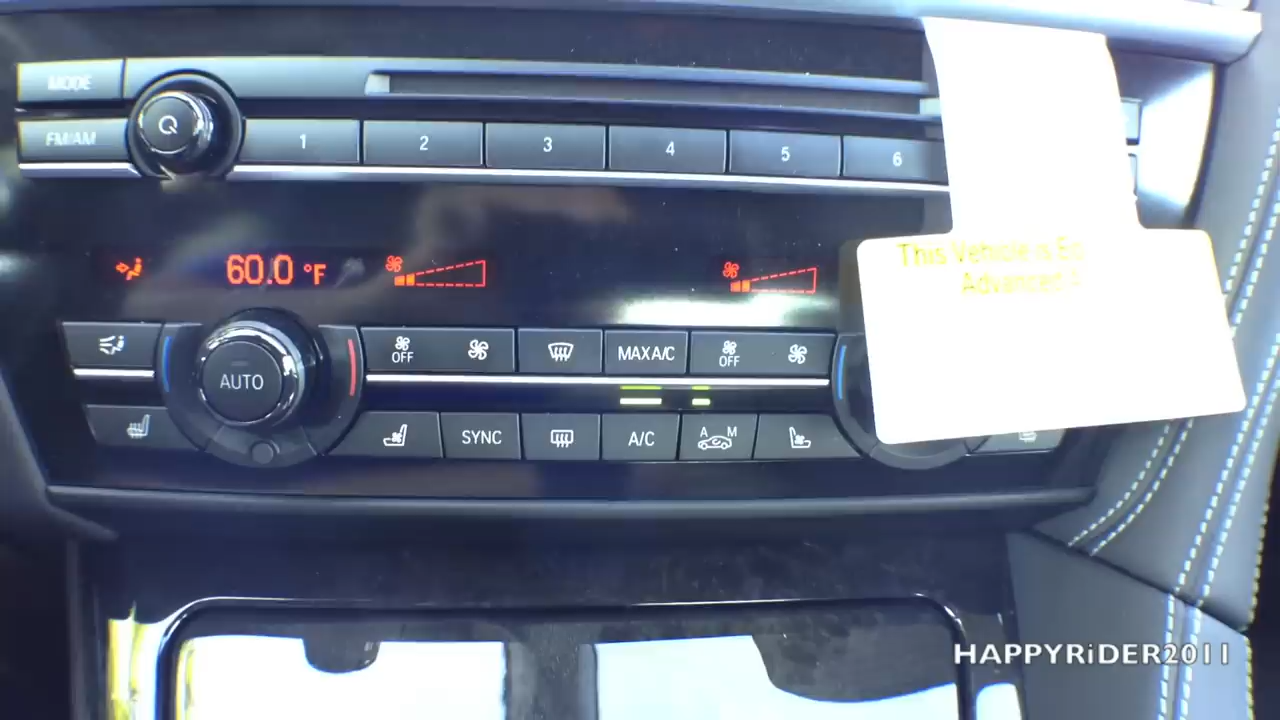 MODE
FM/AM
1 2 3 4 5 6
This Vehicle is
Advanced
60.0 °F
OFF
MAX A/C
OFF
AUTO
SYNC
A/C
A M
HAPPYRiDER2011